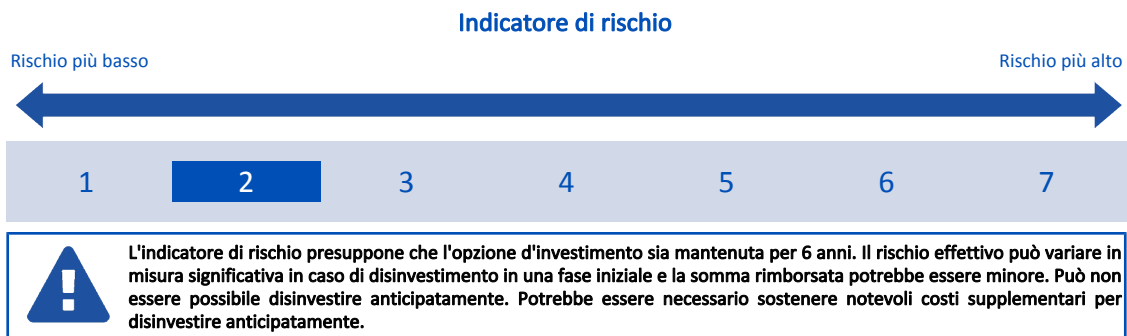 Indicatore di rischio
Rischio più basso Rischio più alto
1 2 3 4 5 6 7
L'indicatore di rischio presuppone che l'opzione d'investimento sia mantenuta per 6 anni. Il rischio effettivo può variare in
misura significativa in caso di disinvestimento in una fase iniziale e la somma rimborsata potrebbe essere minore. Può non
essere possibile disinvestire anticipatamente. Potrebbe essere necessario sostenere notevoli costi supplementari per
disinvestire anticipatamente.